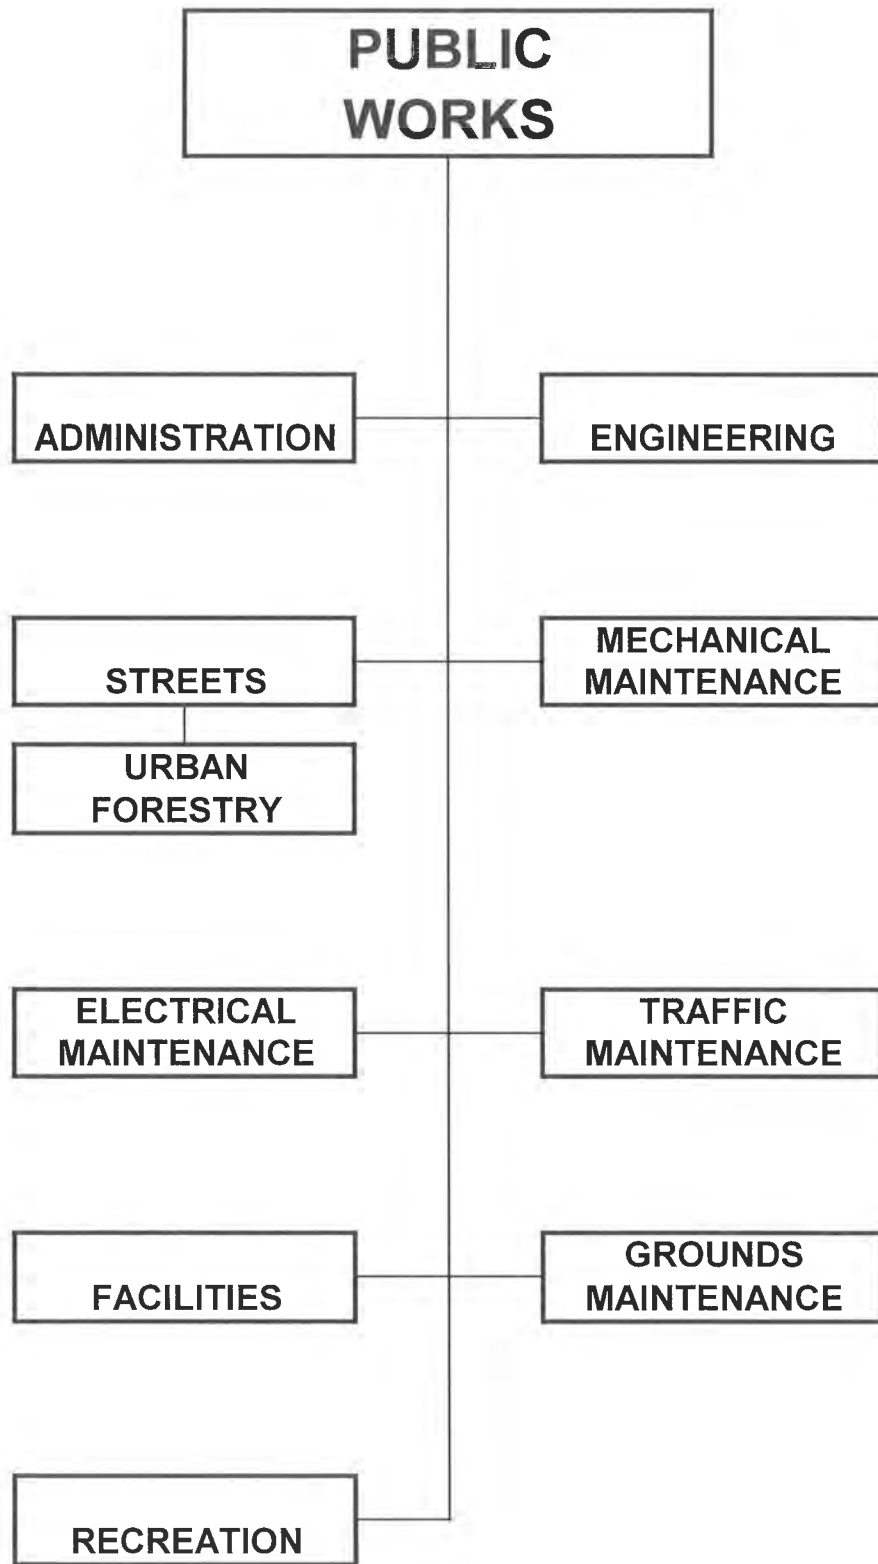 PUBLIC
WORKS
ADMINISTRATION
ENGINEERING
STREETS
MECHANICAL
MAINTENANCE
URBAN
FORESTRY
ELECTRICAL
MAINTENANCE
TRAFFIC
MAINTENANCE
FACILITIES
GROUNDS
MAINTENANCE
RECREATION